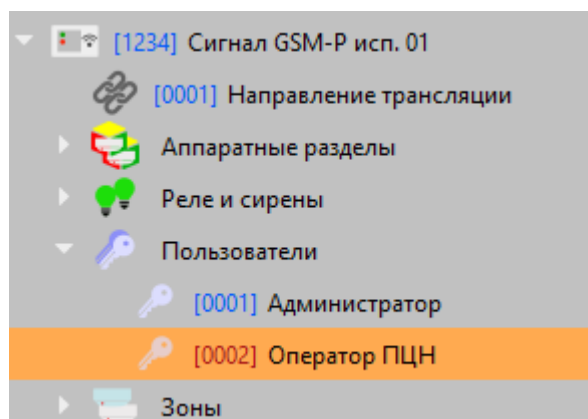 [1234] Сигнал GSM-P исп. 01
[0001] Направление трансляции
Аппаратные разделы
Реле и сирены
Пользователи
[0001] Администратор
[0002] Оператор ПЦН
Зоны